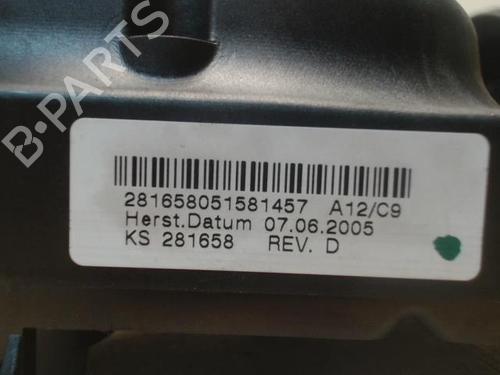 B-PARTS
281658051581457 A12/C9
Herst.Datum 07.06.2005
KS 281658 REV. D